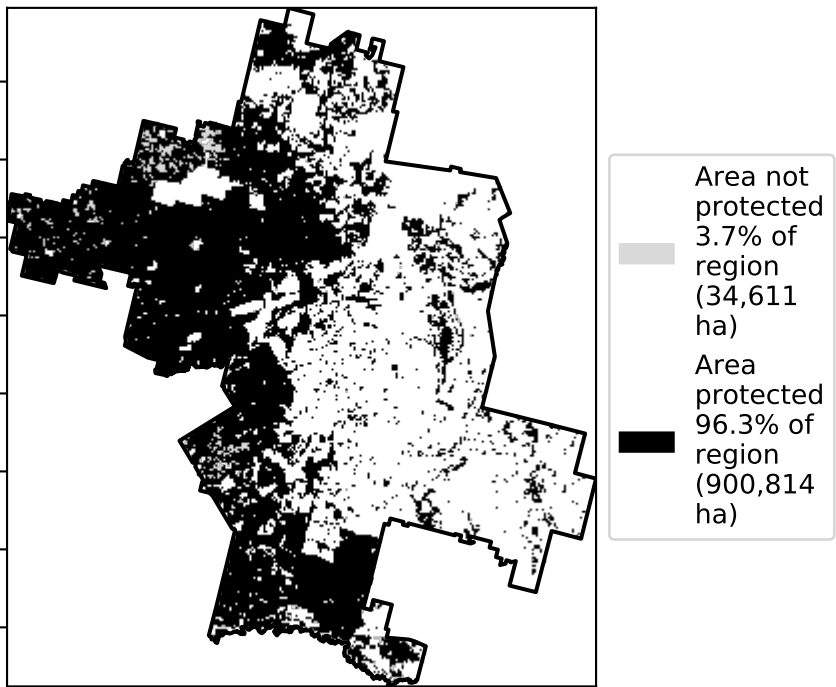 Area not
protected
3.7% of
region
(34,611
ha)
Area
protected
96.3% of
region
(900,814
ha)